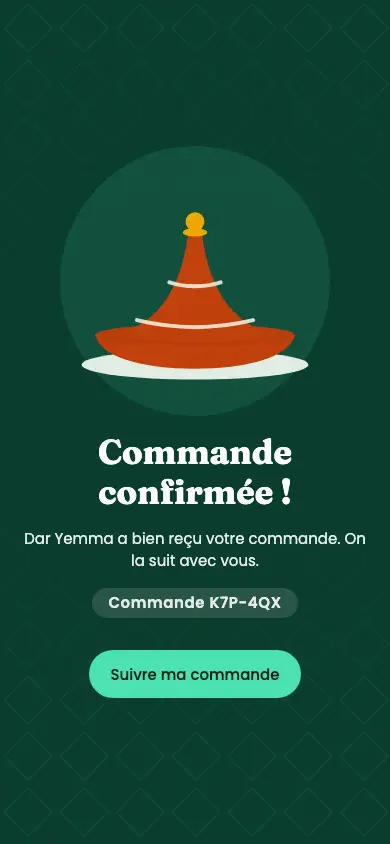 Commande
confirmée !
Dar Yemma a bien reçu votre commande. On
la suit avec vous.
Commande K7P-4QX
Suivre ma commande